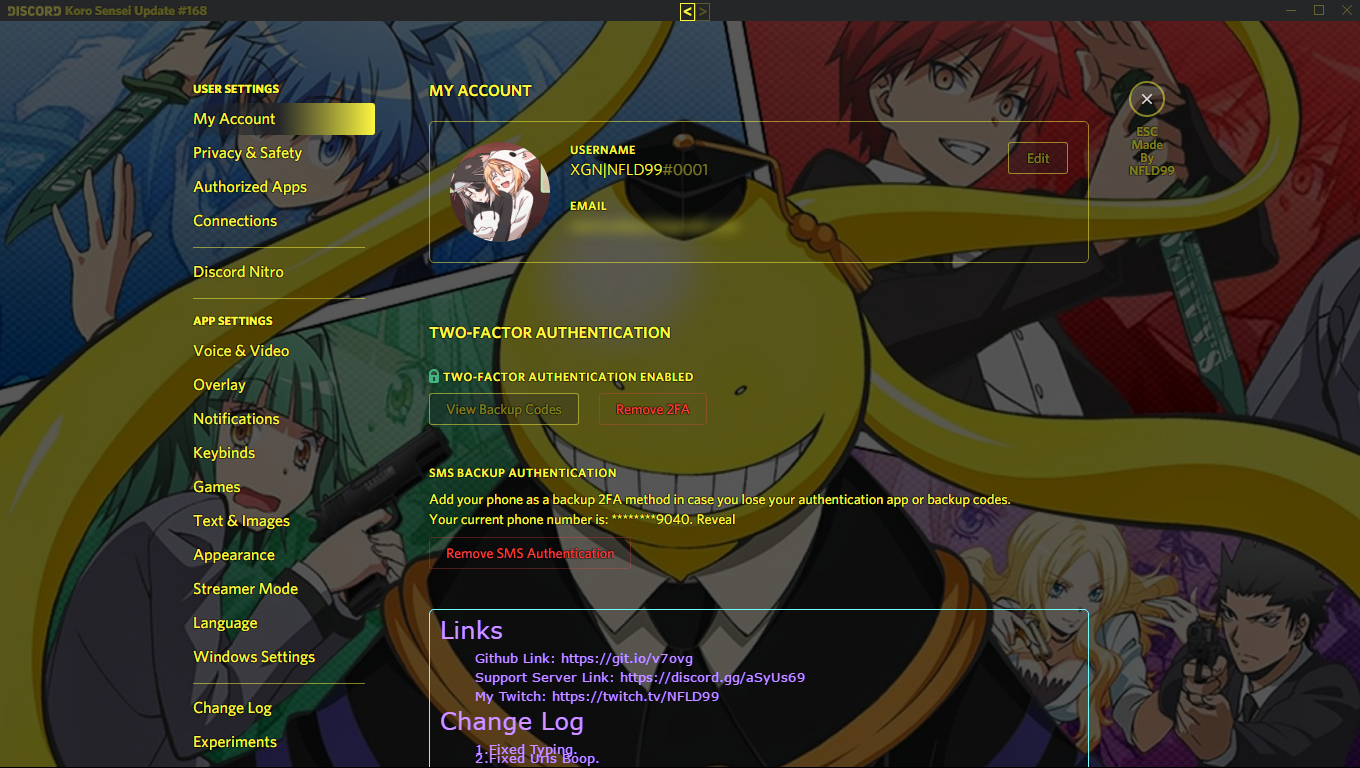 DISCORD Koro Sensei Update #168
< >
USER SETTINGS
My Account
Privacy & Safety
Authorized Apps
Connections
Discord Nitro
APP SETTINGS
Voice & Video
Overlay
Notifications
Keybinds
Games
Text & Images
Appearance
Streamer Mode
Language
Windows Settings
Change Log
Experiments
MY ACCOUNT
USERNAME
XGN|NFLD99#0001
Edit
EMAIL
ESC
Made
By
NFLD99
TWO-FACTOR AUTHENTICATION
TWO-FACTOR AUTHENTICATION ENABLED
View Backup Codes
Remove 2FA
SMS BACKUP AUTHENTICATION
Add your phone as a backup 2FA method in case you lose your authentication app or backup codes.
Your current phone number is: ********9040. Reveal
Remove SMS Authentication
Links
Github Link: https://git.io/v7ovg
Support Server Link: https://discord.gg/aSyUs69
My Twitch: https://twitch.tv/NFLD99
Change Log
1.Fixed Typing.
2.Fixed Urls Boop.